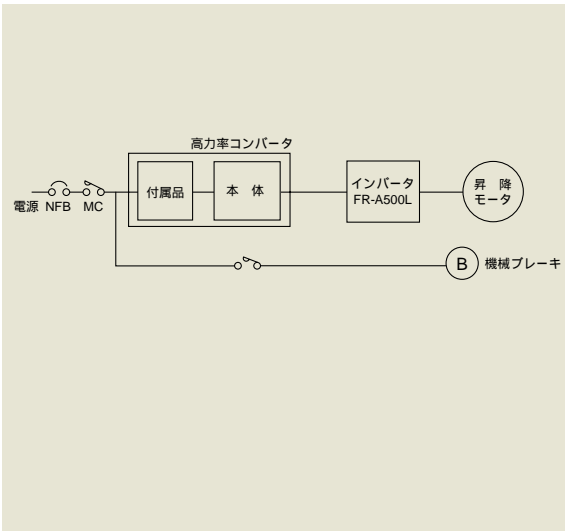 高力率コンバータ
付属品
本 体
インバータ
FR-A500L
昇 降
モータ
電源 NFB MC
B 機械ブレーキ